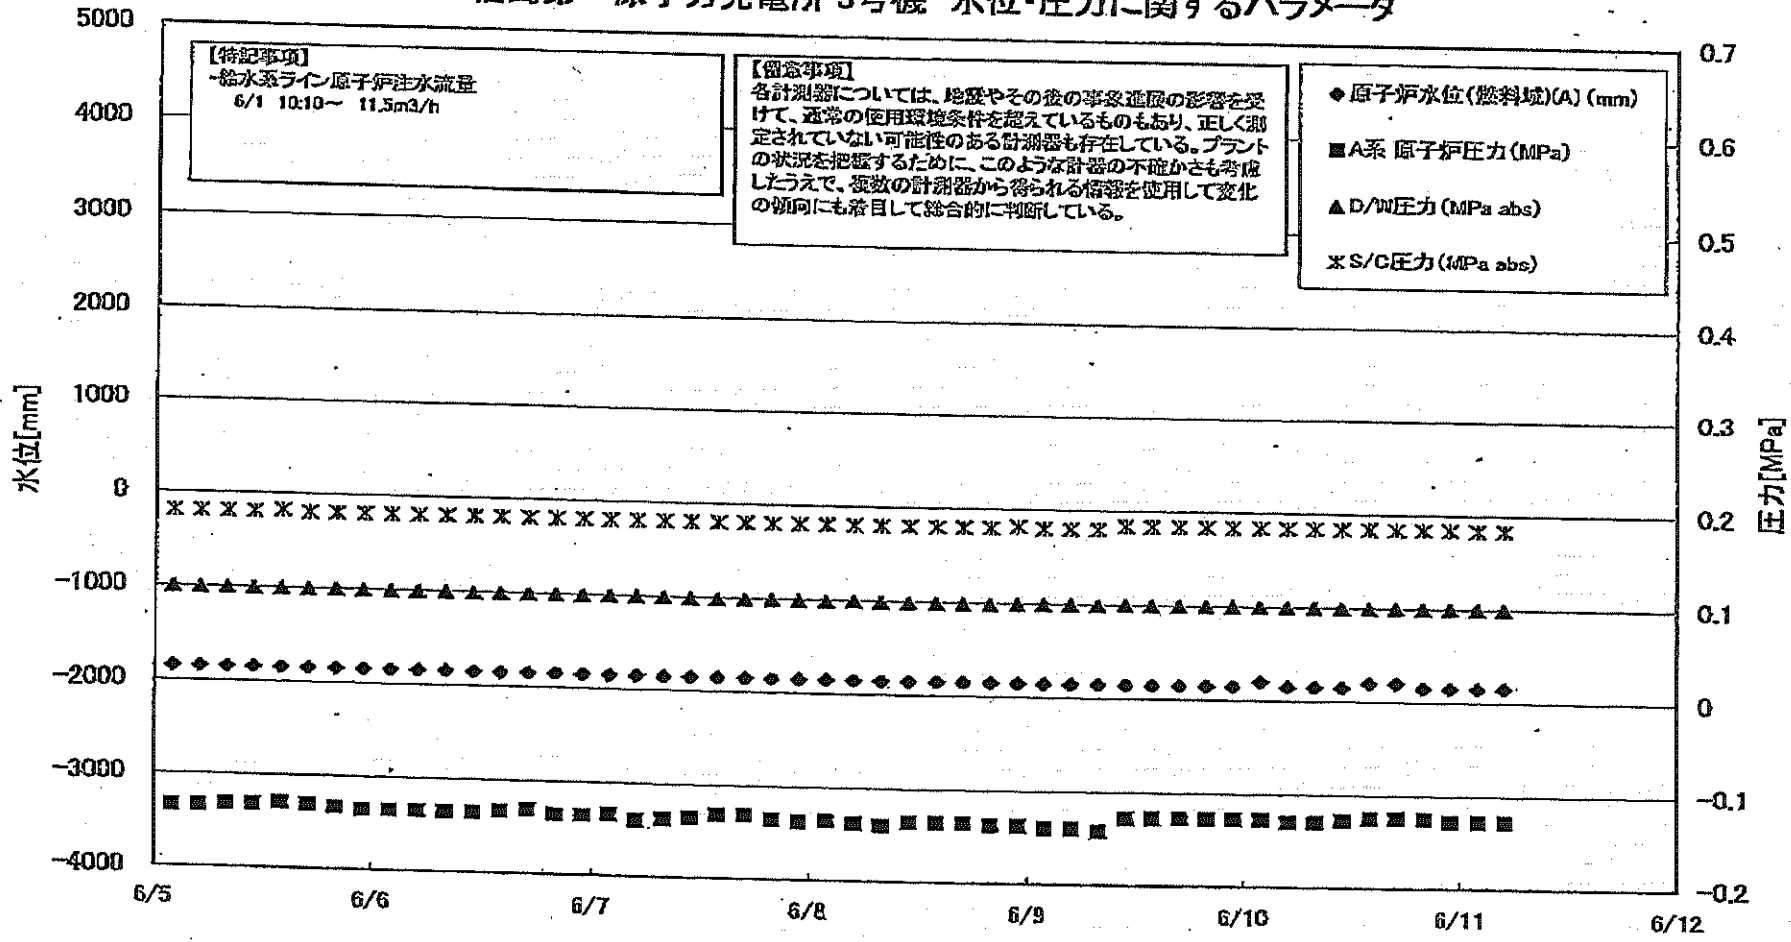 原子力発電所 3号機 水位・圧力に関するパラメータ
【特記事項】
-給水系ライン原子炉注水流量
6/1 10:10～ 11.5m3/h
【留意事項】
各計測器については、地震やその後の事象進展の影響を受
けて、通常の使用環境条件を超えているものもあり、正しく測
定されていない可能性のある計測器も存在している。プラント
の状況を把握するために、このような計器の不確かさも考慮
したうえで、複数の計測器から得られる情報を使用して変化
の傾向にも着目して総合的に判断している。
◆原子炉水位(燃料域)(A) (mm)
■A系 原子炉圧力(MPa)
▲D/W圧力(MPa abs)
S/C圧力(MPa abs)
水位[mm]
5000
4000
3000
2000
1000
0
-1000
-2000
-3000
-4000
圧力[MPa]
0.7
0.6
0.5
0.4
0.3
0.2
0.1
0
-0.1
-0.2
6/5
6/6
6/7
6/8
6/9
6/10
6/11
6/12